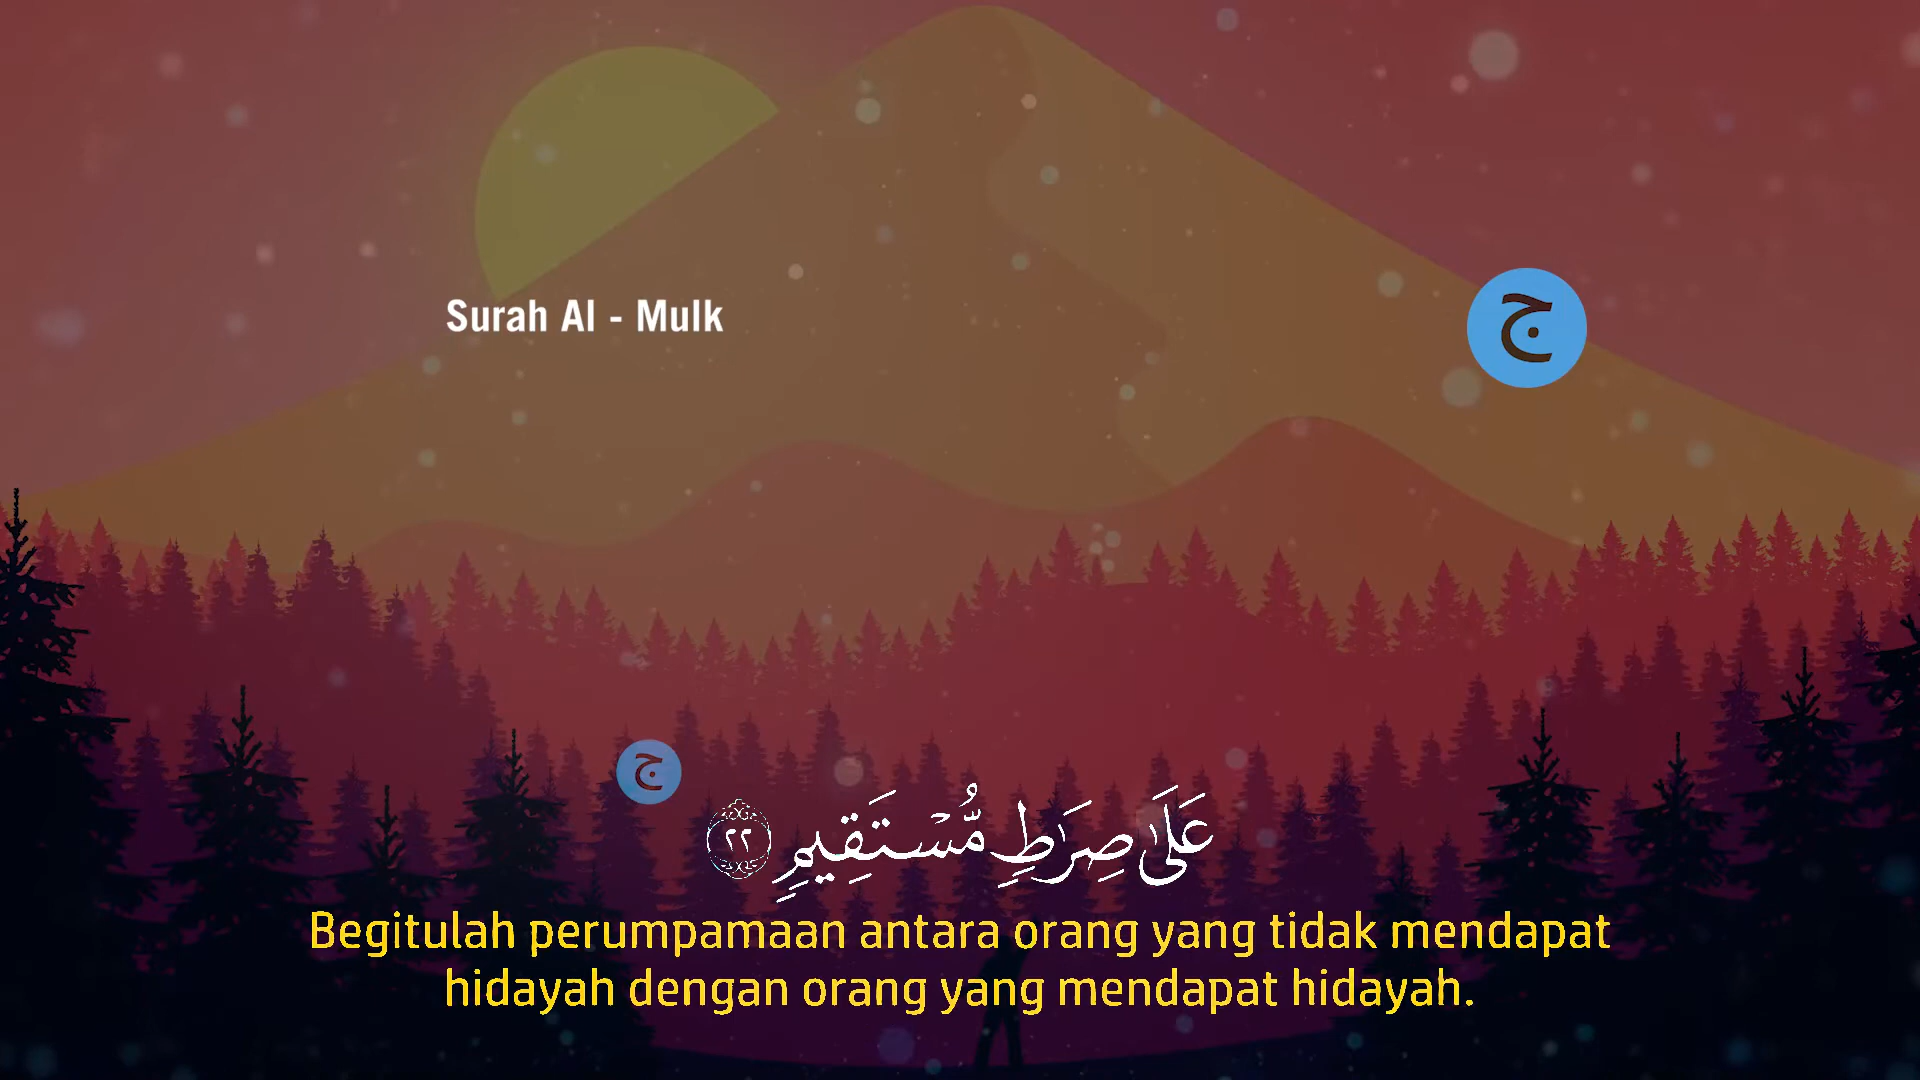 Surah Al - Mulk
ج
ج
عَلَىٰ صِرَٰطٍ مُّسْتَقِيمٍ ٢٢
Begitulah perumpamaan antara orang yang tidak mendapat
hidayah dengan orang yang mendapat hidayah.